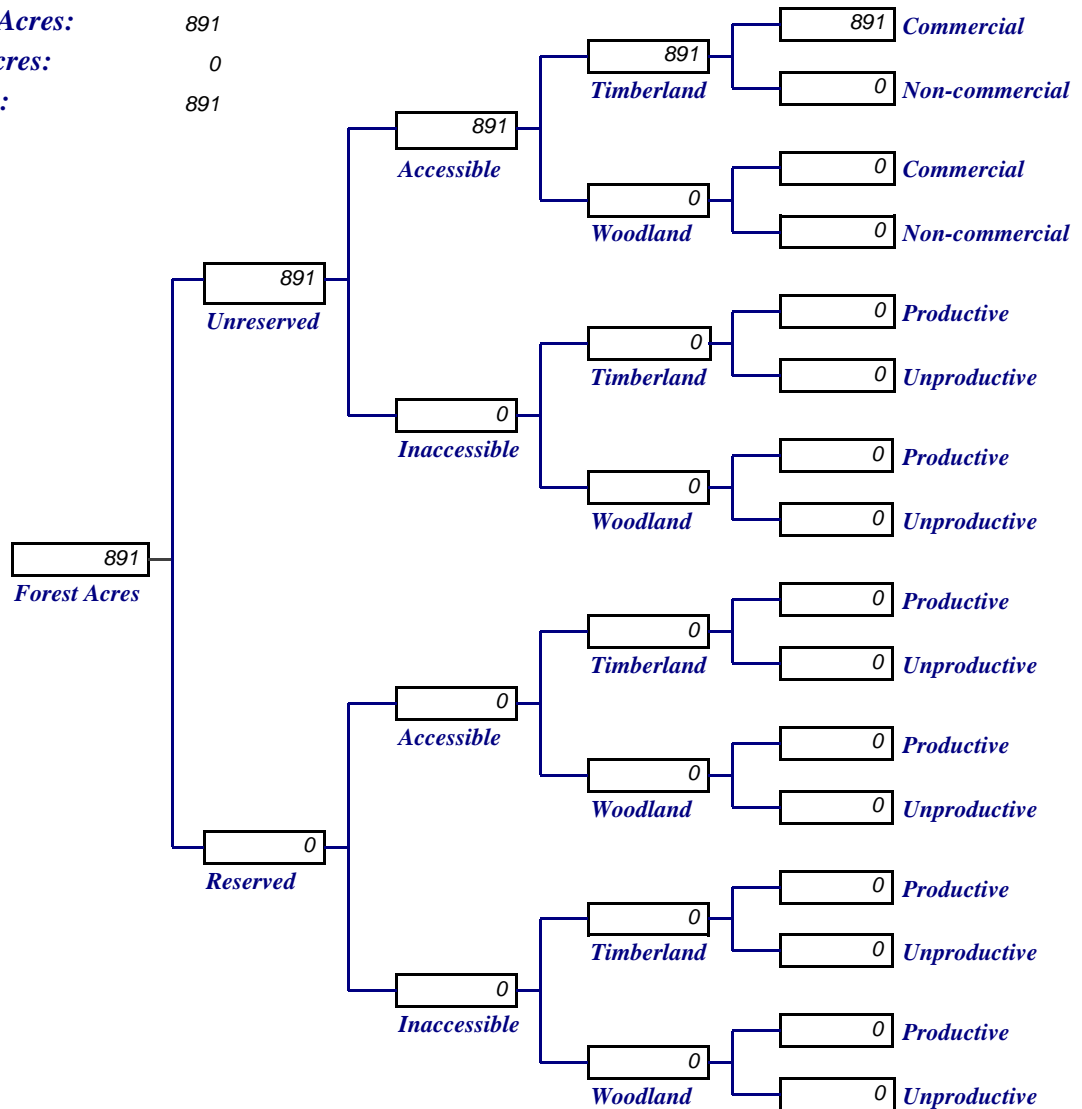 Acres: 891
cres: 0
: 891
891 Commercial
891
Timberland
0 Non-commercial
891
Accessible
0 Commercial
0
Woodland
0 Non-commercial
891
Unreserved
0 Productive
0
Timberland
0 Unproductive
0
Inaccessible
0 Productive
0
Woodland
0 Unproductive
891
Forest Acres
0 Productive
0
Timberland
0 Unproductive
0
Accessible
0 Productive
0
Woodland
0 Unproductive
0
Reserved
0 Productive
0
Timberland
0 Unproductive
0
Inaccessible
0 Productive
0
Woodland
0 Unproductive